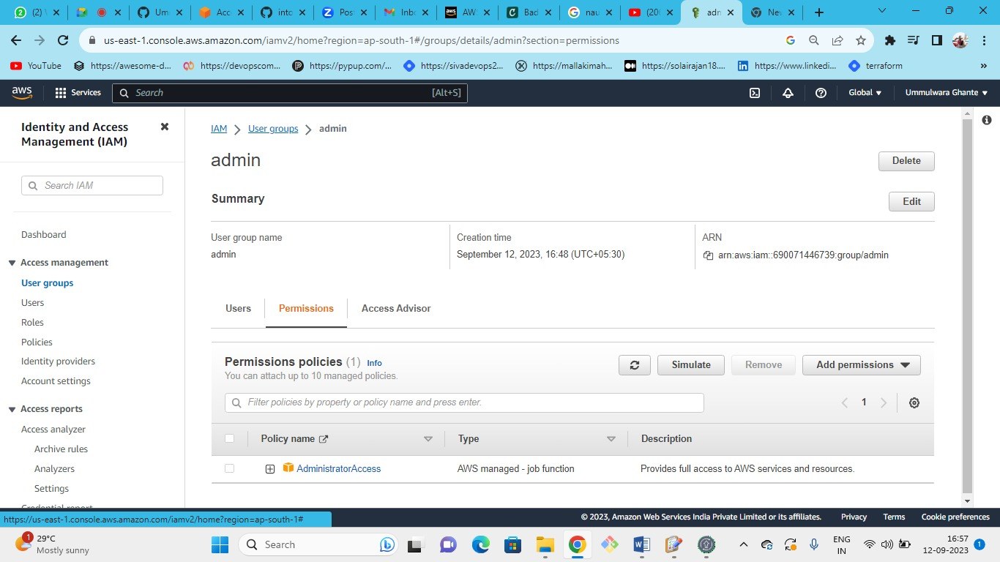 (2) V
Ume
Acc
intc
Post
Inbo
AW
Bad
nau
(20
adn
Nev
us-east-1.console.aws.amazon.com/iamv2/home?region=ap-south-1#/groups/details/admin?section=permissions
YouTube https://awesome-d... https://devopscom... https://pypup.com/... https://sivadevops2... https://mallakimah... https://solairajan18.... https://www.linkedi... terraform »
aws Services Search [Alt+S] Global Ummulwara Ghante
Identity and Access
Management (IAM)
Search IAM
Dashboard
Access management
User groups
Users
Roles
Policies
Identity providers
Account settings
Access reports
Access analyzer
Archive rules
Analyzers
Settings
Credential report
IAM > User groups > admin
admin
Delete
Summary
Edit
User group name
admin
Creation time
September 12, 2023, 16:48 (UTC+05:30)
ARN
arn:aws:iam::690071446739:group/admin
Users Permissions Access Advisor
Permissions policies (1) Info
You can attach up to 10 managed policies.
Simulate Remove Add permissions
Filter policies by property or policy name and press enter.
1
Policy name Type Description
AdministratorAccess AWS managed - job function Provides full access to AWS services and resources.
https://us-east-1.console.aws.amazon.com/iamv2/home?region=ap-south-1#
© 2023, Amazon Web Services India Private Limited or its affiliates. Privacy Terms Cookie preferences
1
29°C
Mostly sunny
Search
ENG
IN
16:57
12-09-2023
1